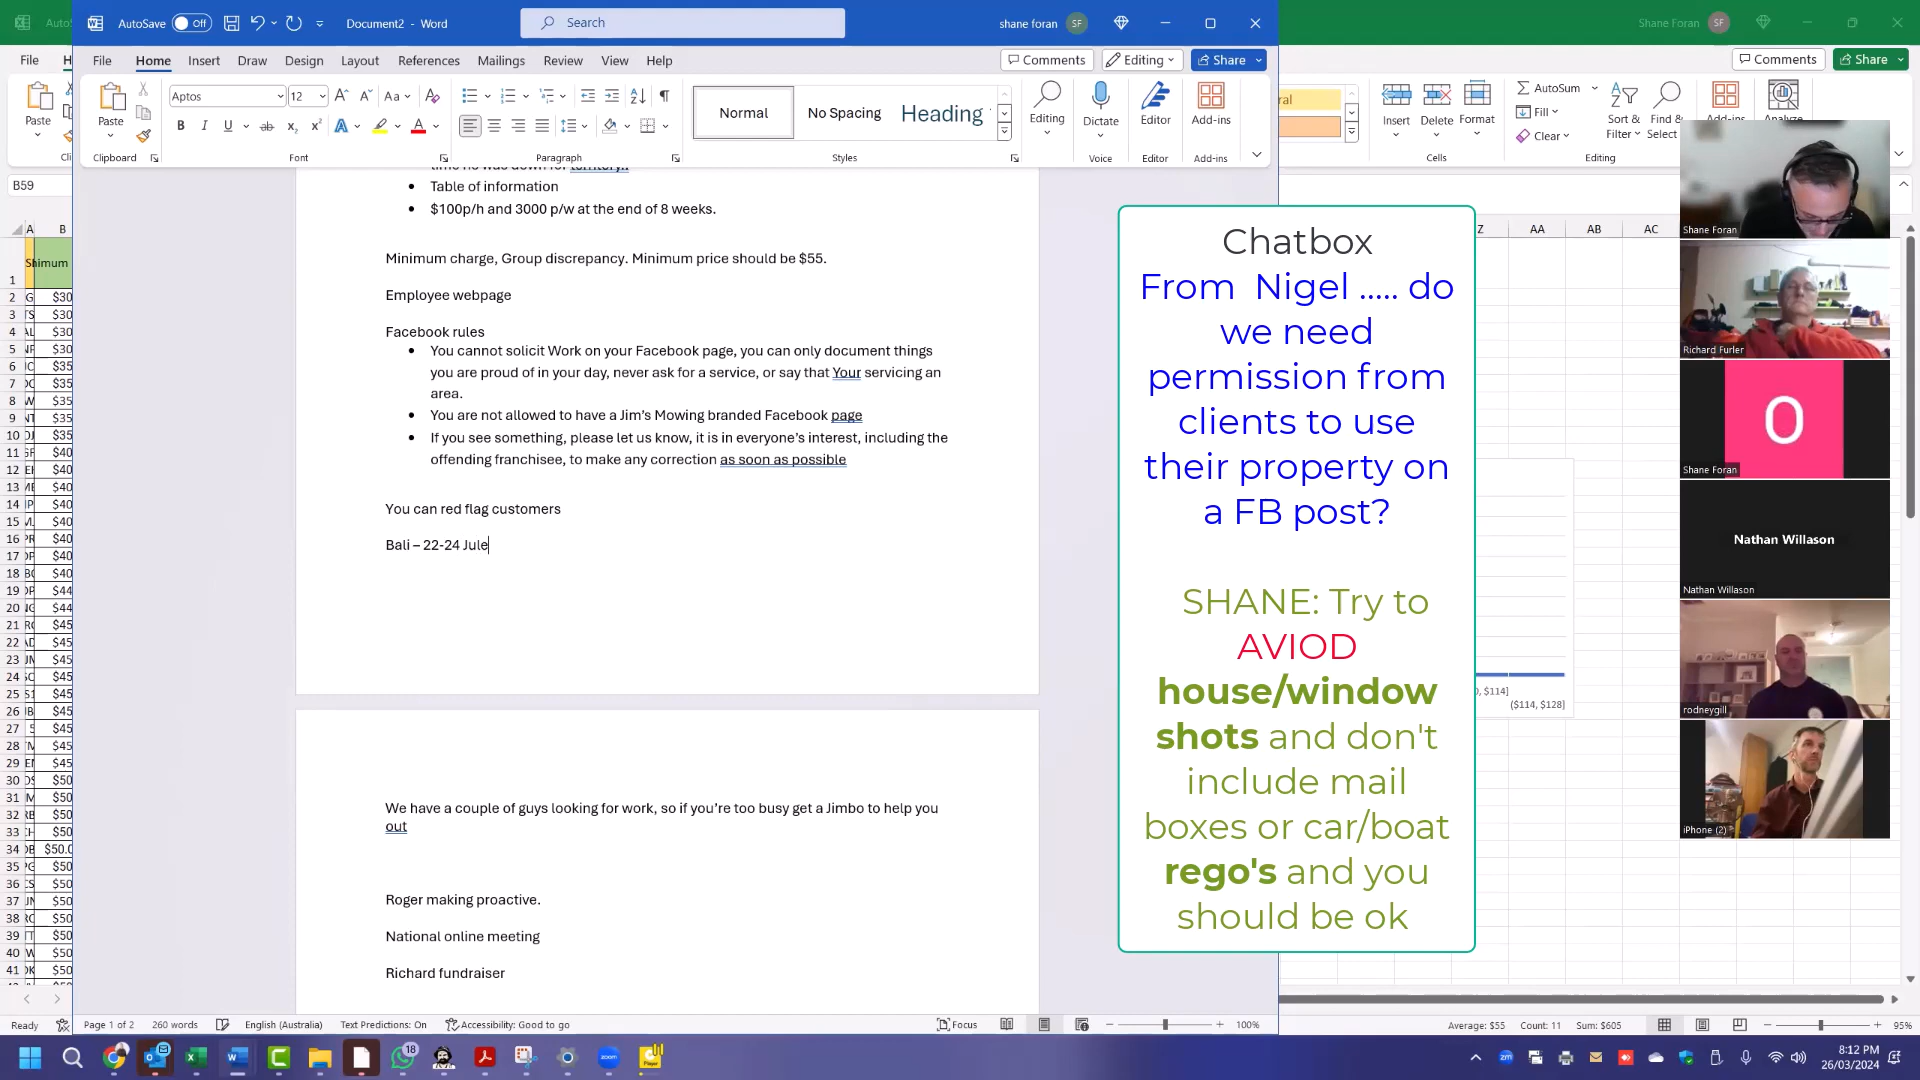 AutoSave Off Document2 - Word Search shane foran SF Shane Foran SF
File Home Insert Draw Design Layout References Mailings Review View Help Comments Editing Share
File Comments Share
Paste Aptos 12 Aa Normal No Spacing Heading Editing Dictate Editor Add-ins
Paste Insert Delete Format AutoSum Fill Clear Sort & Filter Find & Select Add-ins
Clipboard Font Paragraph Styles Voice Editor Add-ins Cells Editing
B59
Table of information
$100p/h and 3000 p/w at the end of 8 weeks.
Minimum charge, Group discrepancy. Minimum price should be $55.
Employee webpage
Facebook rules
You cannot solicit Work on your Facebook page, you can only document things
you are proud of in your day, never ask for a service, or say that Your servicing an
area.
You are not allowed to have a Jim's Mowing branded Facebook page
If you see something, please let us know, it is in everyone's interest, including the
offending franchisee, to make any correction as soon as possible
You can red flag customers
Bali – 22-24 Jule
We have a couple of guys looking for work, so if you're too busy get a Jimbo to help you
out
Roger making proactive.
National online meeting
Richard fundraiser
Chatbox
From Nigel ..... do
we need
permission from
clients to use
their property on
a FB post?
SHANE: Try to
AVIOD
house/window
shots and don't
include mail
boxes or car/boat
rego's and you
should be ok
AA AB AC
($114, $128]
Shane Foran
Richard Furler
O
Shane Foran
Nathan Willason
Nathan Willason
rodneygill
iPhone (2)
Ready Page 1 of 2 260 words English (Australia) Text Predictions: On Accessibility: Good to go Focus 100%
Average: $55 Count: 11 Sum: $605 95%
18
8:12 PM
26/03/2024